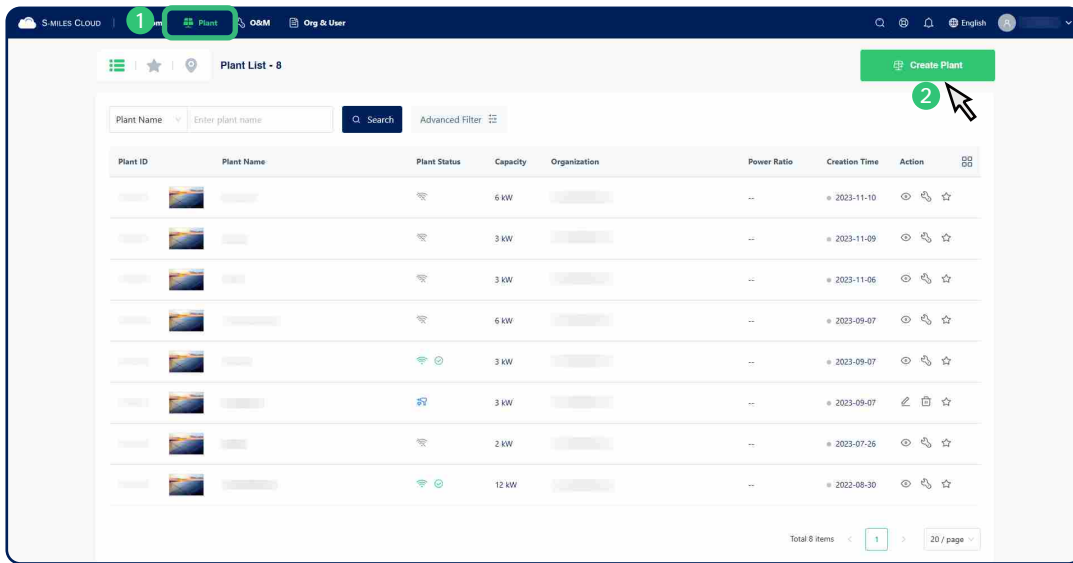 S-MILES CLOUD 1 om Plant O&M Org & User English
Plant List - 8 Create Plant
2
Plant Name Enter plant name Search Advanced Filter
Plant ID Plant Name Plant Status Capacity Organization Power Ratio Creation Time Action
6 kW -- 2023-11-10
3 kW -- 2023-11-09
3 kW -- 2023-11-06
6 kW -- 2023-09-07
3 kW -- 2023-09-07
3 kW -- 2023-09-07
2 kW -- 2023-07-26
12 kW -- 2022-08-30
Total 8 items < 1 > 20 / page